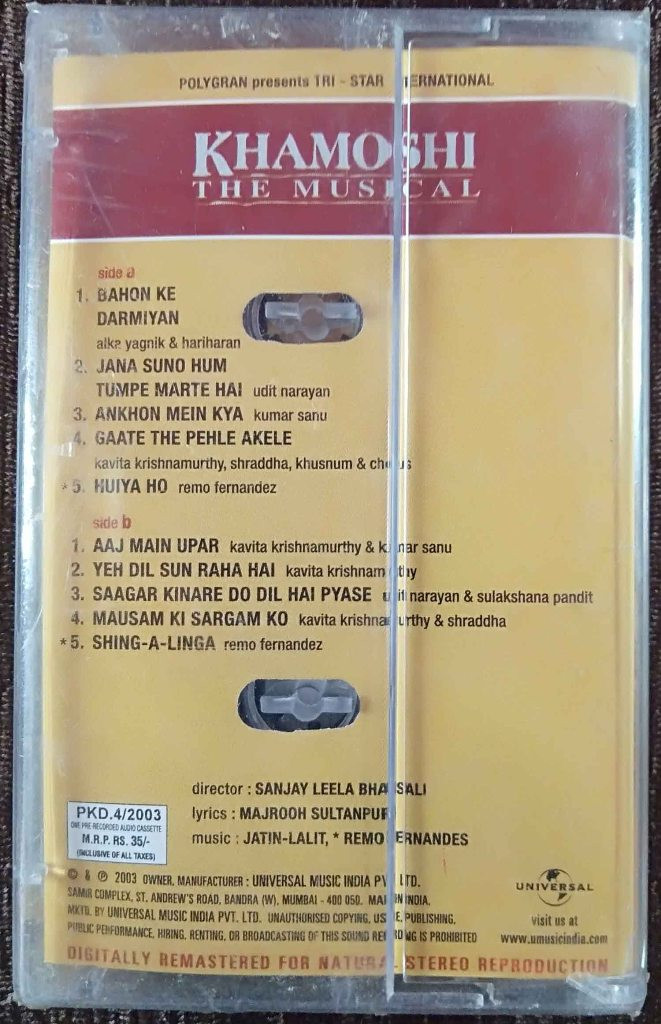 POLYGRAN presents TRI - STAR TERNATIONAL
KHAMOSHI
THE MUSICAL
side a
1. BAHON KE
DARMIYAN
alka yagnik & hariharan
2. JANA SUNO HUM
TUMPE MARTE HAI udit narayan
3. ANKHON MEIN KYA kumar sanu
4. GAATE THE PEHLE AKELE
kavita krishnamurthy, shraddha, khusnum & chorus
*5. HUIYA HO remo fernandez
side b
1. AAJ MAIN UPAR kavita krishnamurthy & kumar sanu
2. YEH DIL SUN RAHA HAI kavita krishnamurthy
3. SAAGAR KINARE DO DIL HAI PYASE udit narayan & sulakshana pandit
4. MAUSAM KI SARGAM KO kavita krishnamurthy & shraddha
*5. SHING-A-LINGA remo fernandez
director : SANJAY LEELA BHANSALI
lyrics : MAJROOH SULTANPURI
music : JATIN-LALIT, * REMO FERNANDES
PKD.4/2003
ONE PRE-RECORDED AUDIO CASSETTE
M.R.P. RS. 35/-
(INCLUSIVE OF ALL TAXES)
© & ℗ 2003 OWNER, MANUFACTURER : UNIVERSAL MUSIC INDIA PVT. LTD.
SAMIR COMPLEX, ST. ANDREW'S ROAD, BANDRA (W), MUMBAI - 400 050. MADE IN INDIA.
MKTD. BY UNIVERSAL MUSIC INDIA PVT. LTD. UNAUTHORISED COPYING, USE, PUBLISHING,
PUBLIC PERFORMANCE, HIRING, RENTING, OR BROADCASTING OF THIS SOUND RECORDING IS PROHIBITED
UNIVERSAL
visit us at
www.umusicindia.com
DIGITALLY REMASTERED FOR NATURAL STEREO REPRODUCTION